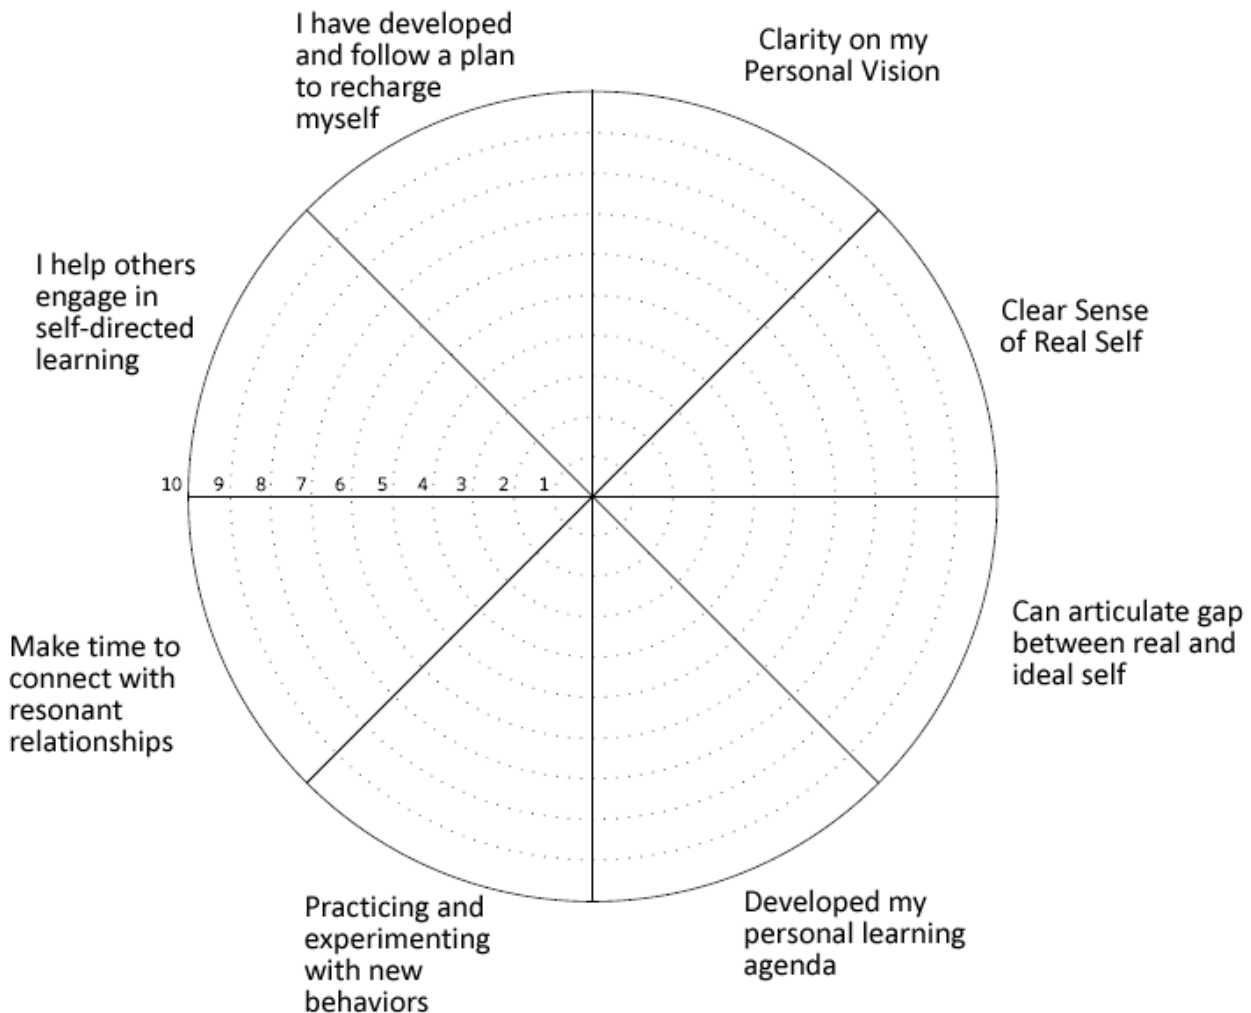 I have developed
and follow a plan
to recharge
myself
Clarity on my
Personal Vision
I help others
engage in
self-directed
learning
Clear Sense
of Real Self
10 9 8 7 6 5 4 3 2 1
Can articulate gap
between real and
ideal self
Make time to
connect with
resonant
relationships
Practicing and
experimenting
with new
behaviors
Developed my
personal learning
agenda